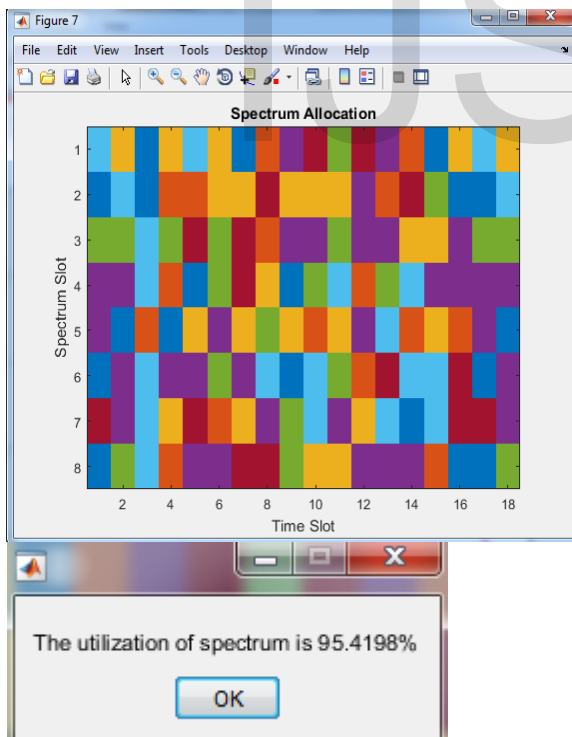 Figure 7
File Edit View Insert Tools Desktop Window Help
IJS
Spectrum Allocation
1
2
3
4
5
6
7
8
Spectrum Slot
2 4 6 8 10 12 14 16 18
Time Slot
The utilization of spectrum is 95.4198%
OK